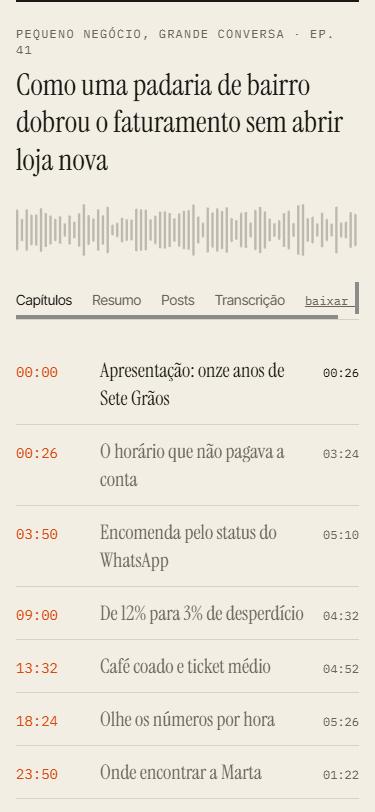 PEQUENO NEGÓCIO, GRANDE CONVERSA · EP.
41
Como uma padaria de bairro
dobrou o faturamento sem abrir
loja nova
Capítulos Resumo Posts Transcrição baixar
00:00 Apresentação: onze anos de 00:26
Sete Grãos
00:26 O horário que não pagava a 03:24
conta
03:50 Encomenda pelo status do 05:10
WhatsApp
09:00 De 12% para 3% de desperdício 04:32
13:32 Café coado e ticket médio 04:52
18:24 Olhe os números por hora 05:26
23:50 Onde encontrar a Marta 01:22